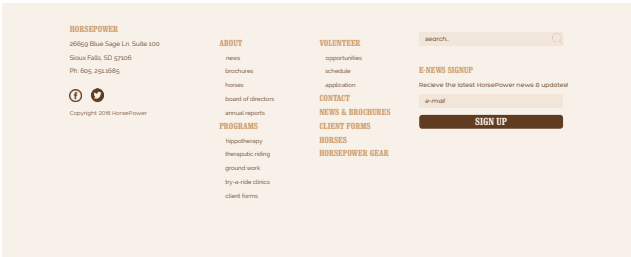 HORSEPOWER
26659 Blue Sage Ln. Suite 100
Sioux Falls, SD 57106
Ph: 605. 251.1685
Copyright 2016 HorsePower
ABOUT
news
brochures
horses
board of directors
annual reports
PROGRAMS
hippotherapy
theraputic riding
ground work
try-a-ride clinics
client forms
VOLUNTEER
opportunities
schedule
application
CONTACT
NEWS & BROCHURES
CLIENT FORMS
HORSES
HORSEPOWER GEAR
search..
E-NEWS SIGNUP
Recieve the latest HorsePower news & updates!
e-mail
SIGN UP